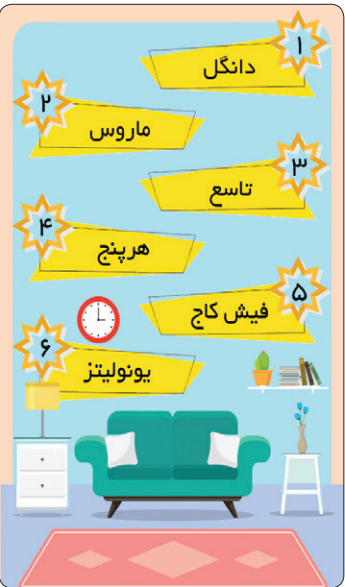 ۱
دانگل
۲
ماروس
۳
تاسع
۴
هرپنج
۵
فیش کاج
۶
یونولیتز